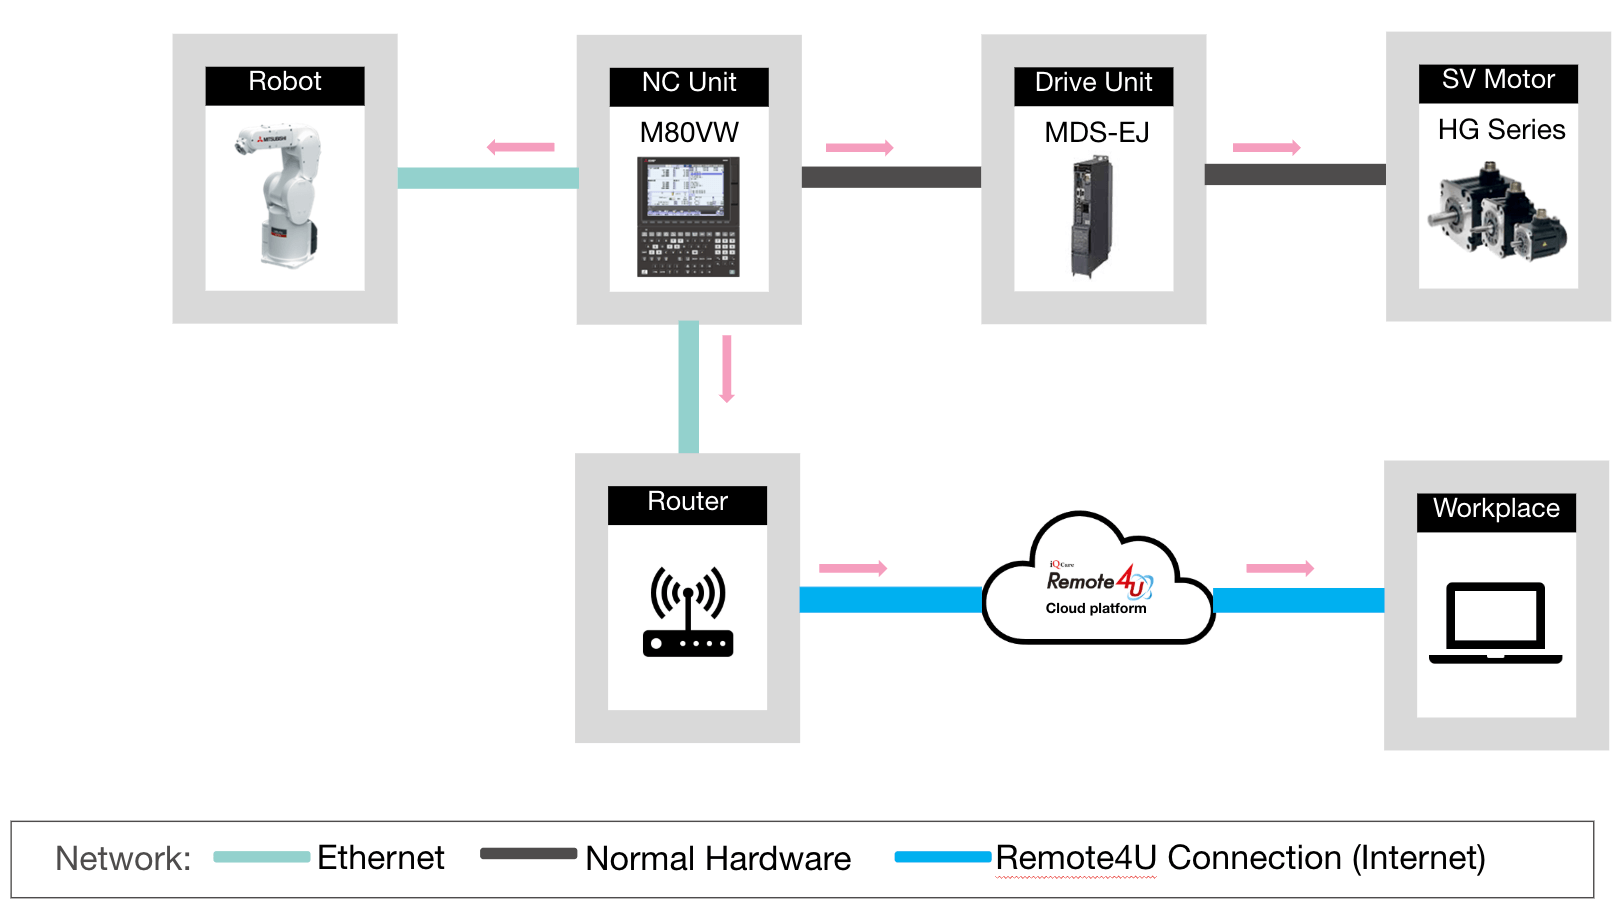 Robot
MITSUBISHI
NC Unit
M80VW
Drive Unit
MDS-EJ
SV Motor
HG Series
Router
iQ Care
Remote4U
Cloud platform
Workplace
Network:
Ethernet
Normal Hardware
Remote4U Connection (Internet)